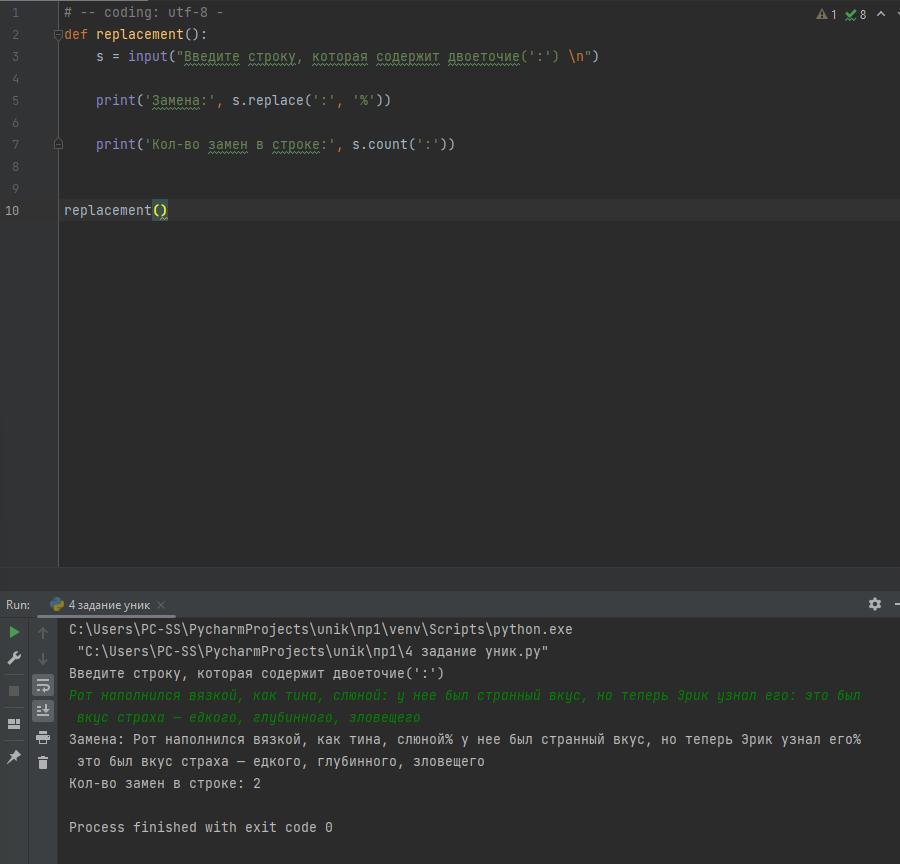 1 # -- coding: utf-8 -
2 def replacement():
3 s = input("Введите строку, которая содержит двоеточие(':') \n")
4
5 print('Замена:', s.replace(':', '%'))
6
7 print('Кол-во замен в строке:', s.count(':'))
8
9
10 replacement()
1 8
Run: 4 задание уник
C:\Users\PC-SS\PycharmProjects\unik\пр1\venv\Scripts\python.exe
"C:\Users\PC-SS\PycharmProjects\unik\пр1\4 задание уник.py"
Введите строку, которая содержит двоеточие(':')
Рот наполнился вязкой, как тина, слюной: у нее был странный вкус, но теперь Эрик узнал его: это был
вкус страха — едкого, глубинного, зловещего
Замена: Рот наполнился вязкой, как тина, слюной% у нее был странный вкус, но теперь Эрик узнал его%
это был вкус страха — едкого, глубинного, зловещего
Кол-во замен в строке: 2
Process finished with exit code 0